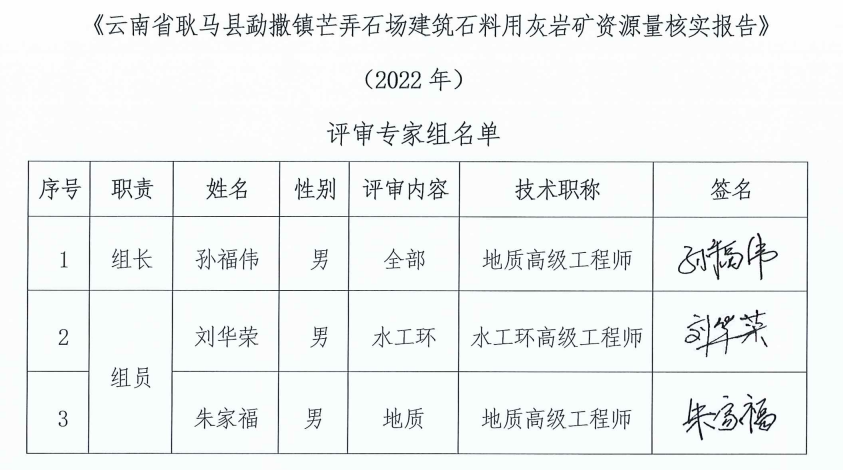 《云南省耿马县勐撒镇芒弄石场建筑石料用灰岩矿资源量核实报告》
（2022 年）
评审专家组名单
序号 职责 姓名 性别 评审内容 技术职称 签名
1 组长 孙福伟 男 全部 地质高级工程师 孙福伟
2 组员 刘华荣 男 水工环 水工环高级工程师 刘华荣
3 朱家福 男 地质 地质高级工程师 朱家福